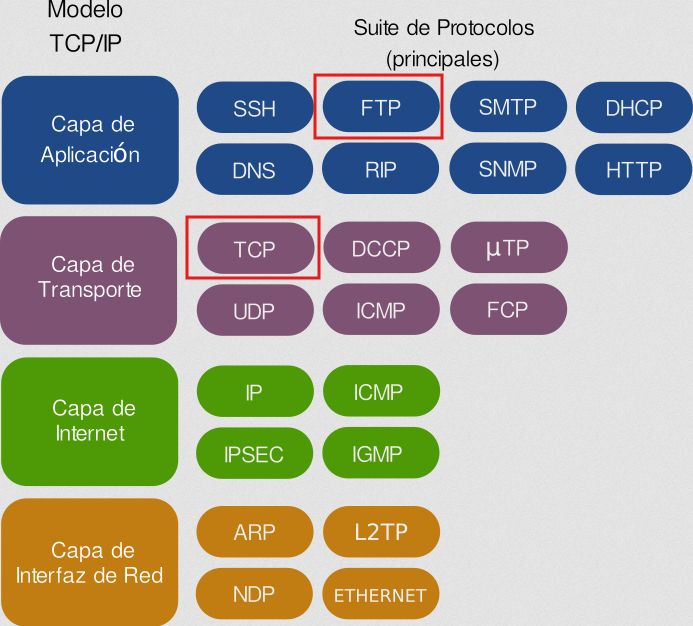 Modelo
TCP/IP
Suite de Protocolos
(principales)
Capa de
Aplicación
SSH FTP SMTP DHCP
DNS RIP SNMP HTTP
Capa de
Transporte
TCP DCCP µTP
UDP ICMP FCP
Capa de
Internet
IP ICMP
IPSEC IGMP
Capa de
Interfaz de Red
ARP L2TP
NDP ETHERNET